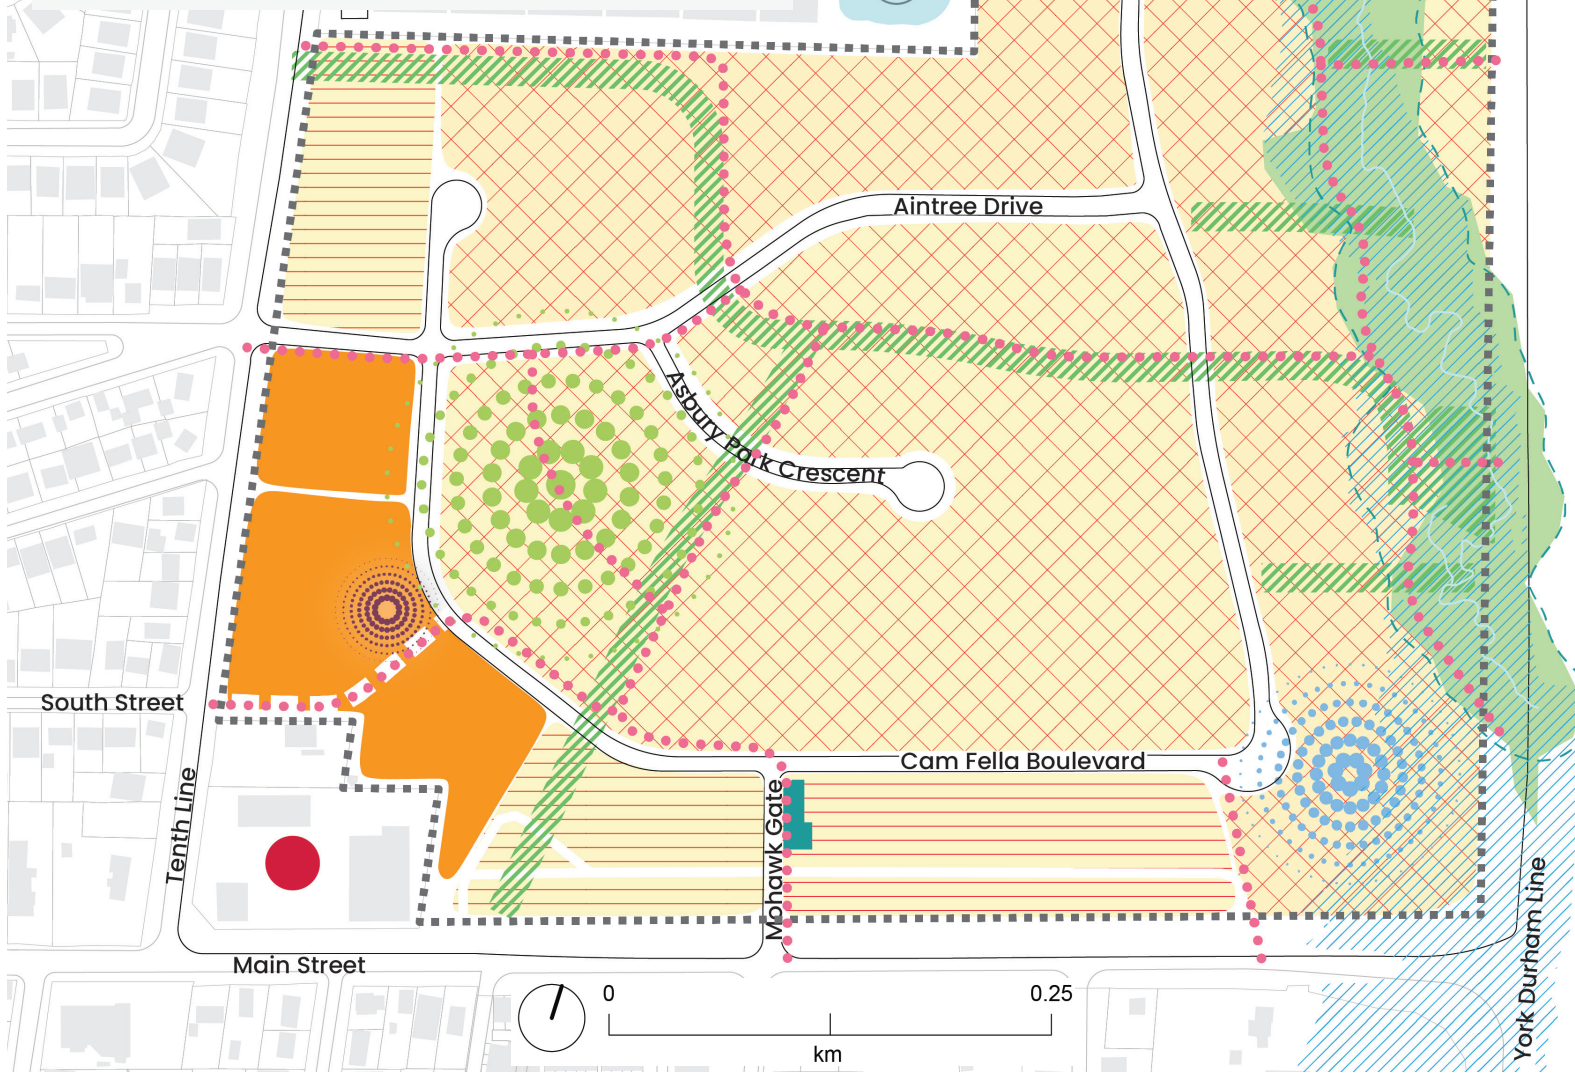 Aintree Drive
Asbury Park Crescent
South Street
Cam Fella Boulevard
Tenth Line
Mohawk Gate
York Durham Line
Main Street
0
0.25
km